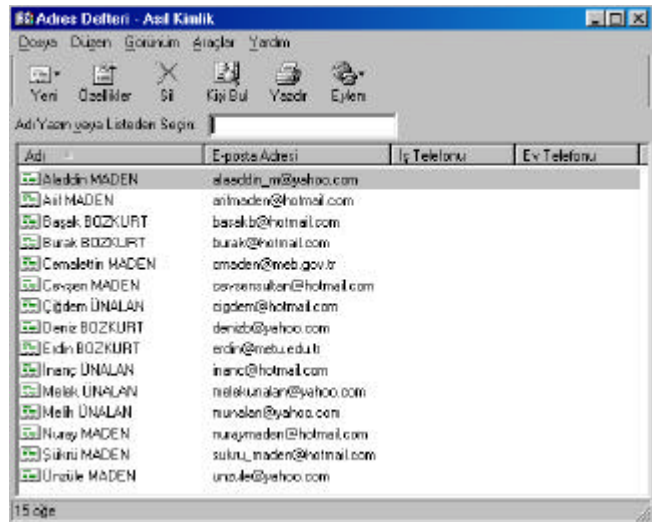 Adres Defteri - Asıl Kimlik
Dosya Düzen Görünüm Araçlar Yardım
Yeni Özellikler Sil Kişi Bul Yazdır Eylem
Adı Yazın veya Listeden Seçin:
Adı E-posta Adresi İş Telefonu Ev Telefonu
Aladdin MADEN alaaddin_m@yahoo.com
Arif MADEN arifmaden@hotmail.com
Başak BOZKURT basakb@hotmail.com
Burak BOZKURT burak@hotmail.com
Cemalettin MADEN cmaden@meb.gov.tr
Cevşen MADEN cevsensultan@hotmail.com
Çiğdem ÜNALAN cigdem@hotmail.com
Deniz BOZKURT denizb@yahoo.com
Erdin BOZKURT erdin@metu.edu.tr
İnanç ÜNALAN inanc@hotmail.com
Melek ÜNALAN melekunalan@yahoo.com
Melih ÜNALAN munalan@yahoo.com
Nuray MADEN nuraymaden@hotmail.com
Şükrü MADEN sukru_maden@hotmail.com
Ünzüle MADEN unzule@yahoo.com
15 öğe